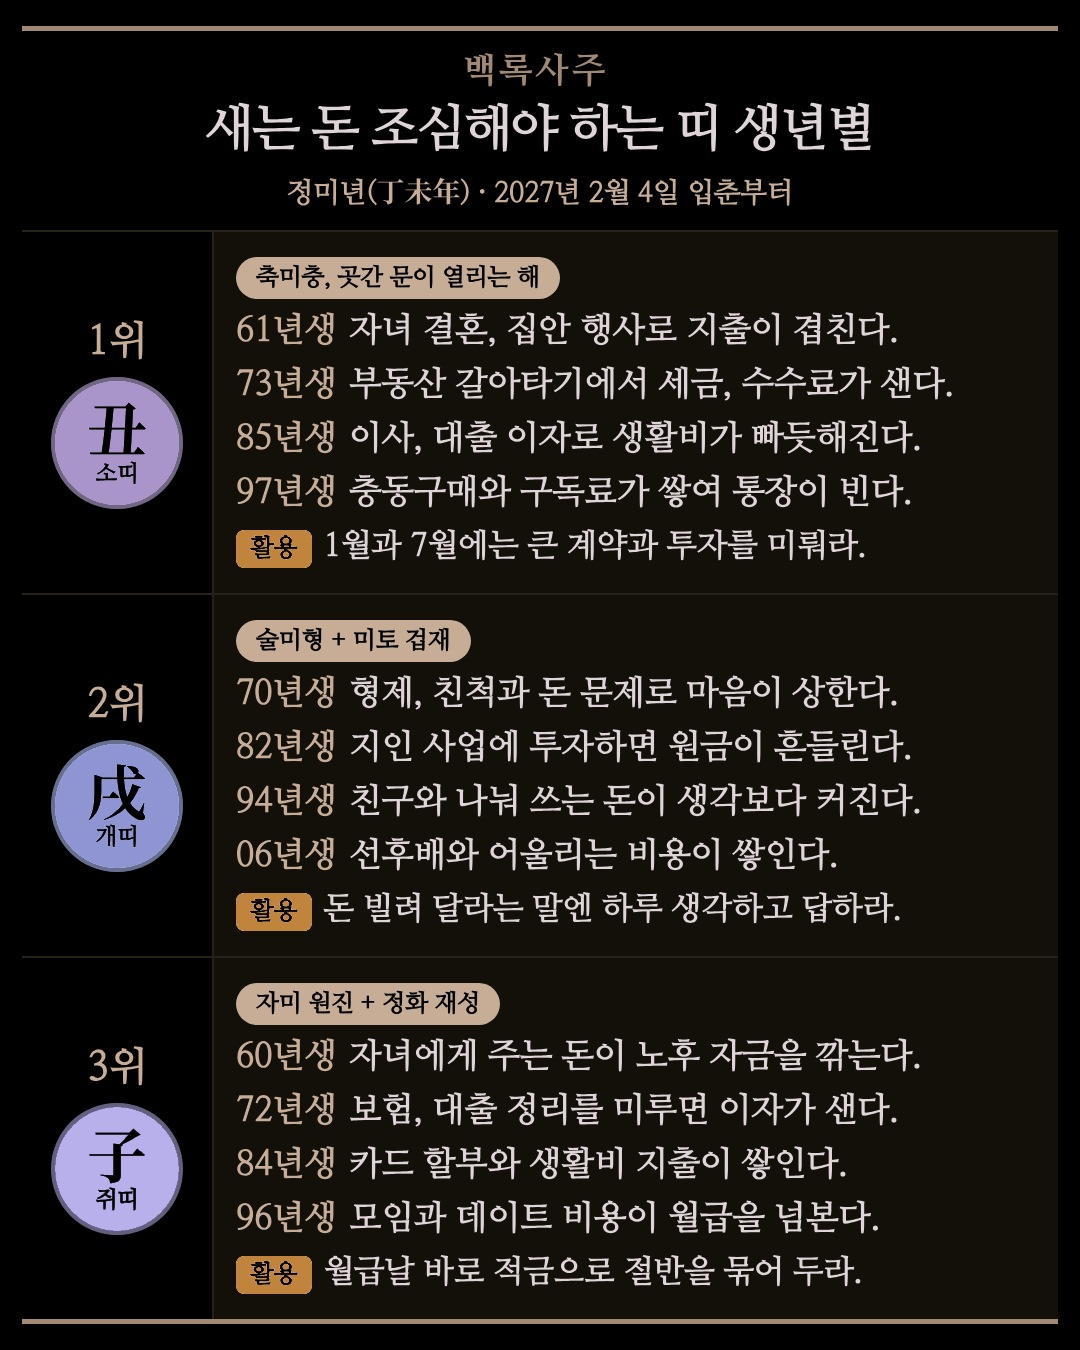 백록사주
새는 돈 조심해야 하는 띠 생년별
정미년(丁未年) · 2027년 2월 4일 입춘부터
1위
丑
소띠
축미충, 곳간 문이 열리는 해
61년생 자녀 결혼, 집안 행사로 지출이 겹친다.
73년생 부동산 갈아타기에서 세금, 수수료가 샌다.
85년생 이사, 대출 이자로 생활비가 빠듯해진다.
97년생 충동구매와 구독료가 쌓여 통장이 빈다.
활용 1월과 7월에는 큰 계약과 투자를 미뤄라.
2위
戌
개띠
술미형 + 미토 겁재
70년생 형제, 친척과 돈 문제로 마음이 상한다.
82년생 지인 사업에 투자하면 원금이 흔들린다.
94년생 친구와 나눠 쓰는 돈이 생각보다 커진다.
06년생 선후배와 어울리는 비용이 쌓인다.
활용 돈 빌려 달라는 말엔 하루 생각하고 답하라.
3위
子
쥐띠
자미 원진 + 정화 재성
60년생 자녀에게 주는 돈이 노후 자금을 깎는다.
72년생 보험, 대출 정리를 미루면 이자가 샌다.
84년생 카드 할부와 생활비 지출이 쌓인다.
96년생 모임과 데이트 비용이 월급을 넘본다.
활용 월급날 바로 적금으로 절반을 묶어 두라.